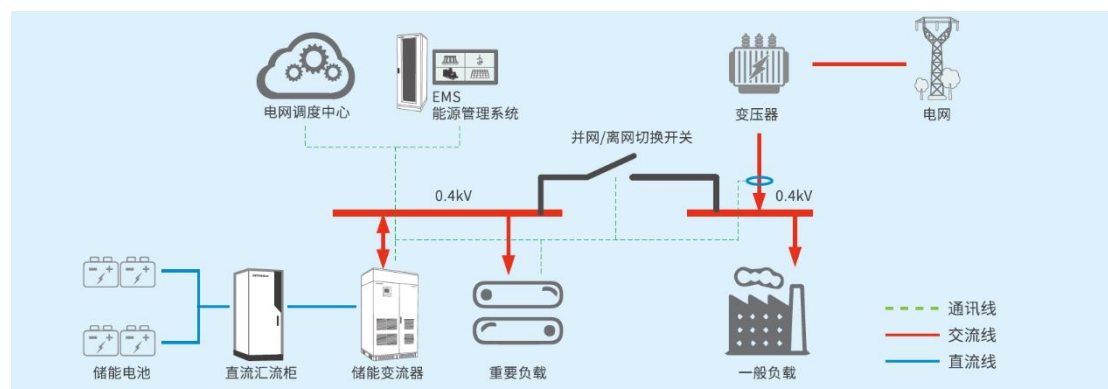 电网调度中心
EMS
能源管理系统
变压器
电网
并网/离网切换开关
0.4kV
0.4kV
储能电池
直流汇流柜
储能变流器
重要负载
一般负载
通讯线
交流线
直流线